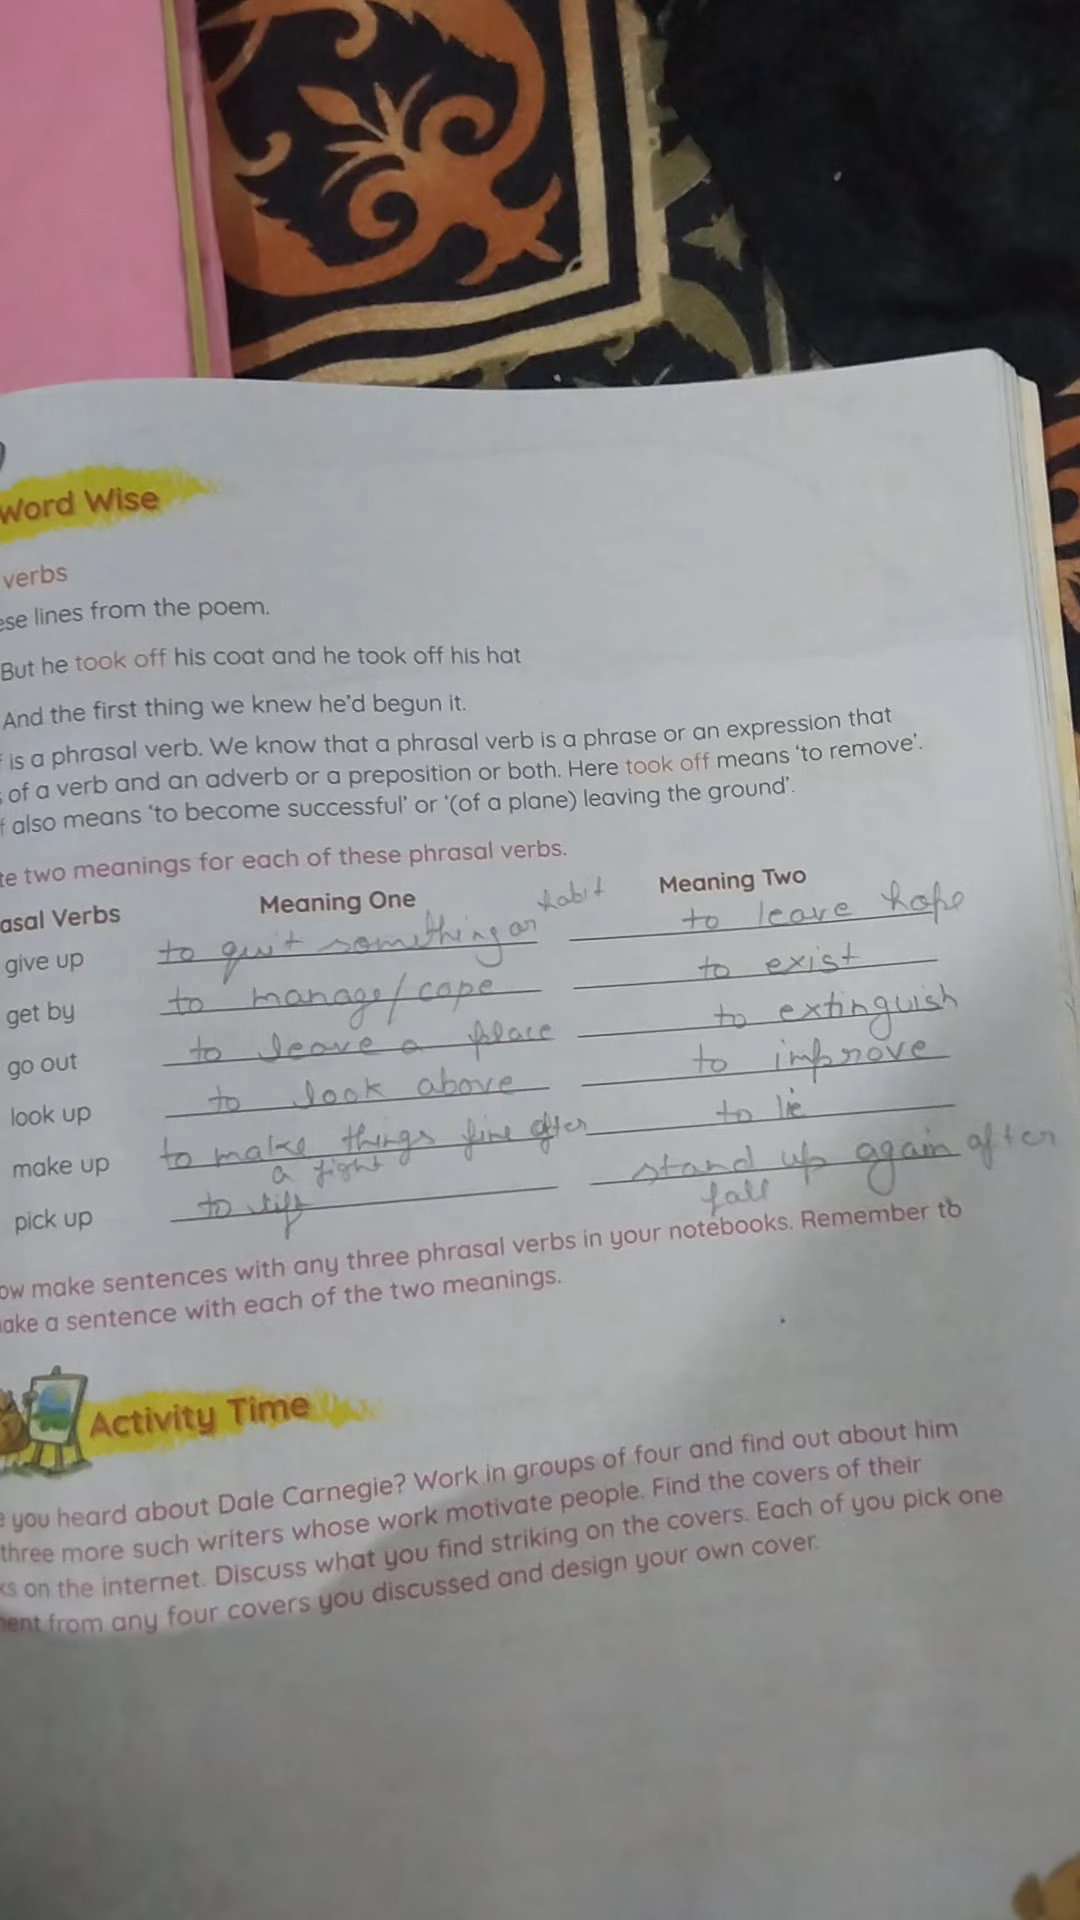 Word Wise
verbs
ese lines from the poem.
But he took off his coat and he took off his hat
And the first thing we knew he'd begun it.
f is a phrasal verb. We know that a phrasal verb is a phrase or an expression that
s of a verb and an adverb or a preposition or both. Here took off means 'to remove'.
f also means 'to become successful' or '(of a plane) leaving the ground'.
te two meanings for each of these phrasal verbs.
asal Verbs Meaning One Meaning Two
give up to quit something or habit to leave hope
get by to manage/cope to exist
go out to leave a place to extinguish
look up to look above to improve
make up to make things fine after a fight to lie
pick up to lift stand up again after fall
ow make sentences with any three phrasal verbs in your notebooks. Remember to
ake a sentence with each of the two meanings.
Activity Time
e you heard about Dale Carnegie? Work in groups of four and find out about him
three more such writers whose work motivate people. Find the covers of their
ks on the internet. Discuss what you find striking on the covers. Each of you pick one
ent from any four covers you discussed and design your own cover.